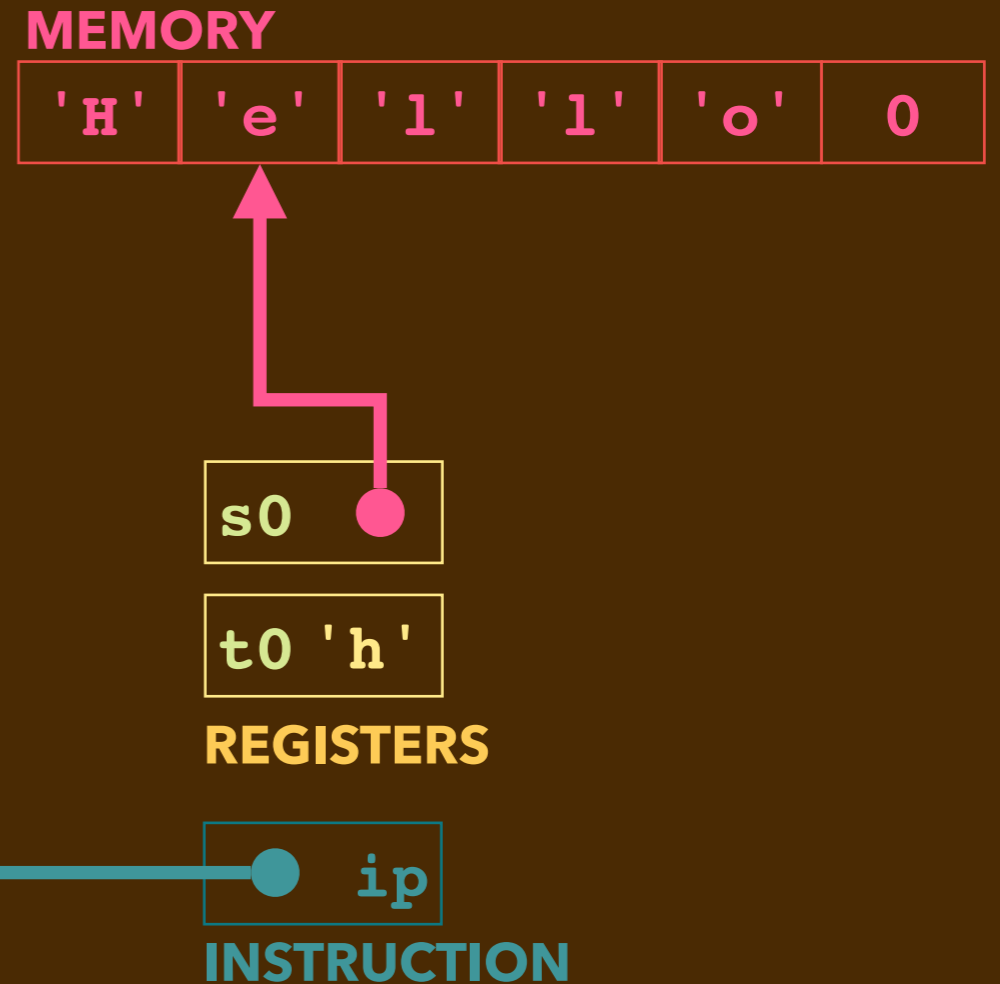 MEMORY
'H' 'e' 'l' 'l' 'o' 0
s0
t0 'h'
REGISTERS
ip
INSTRUCTION